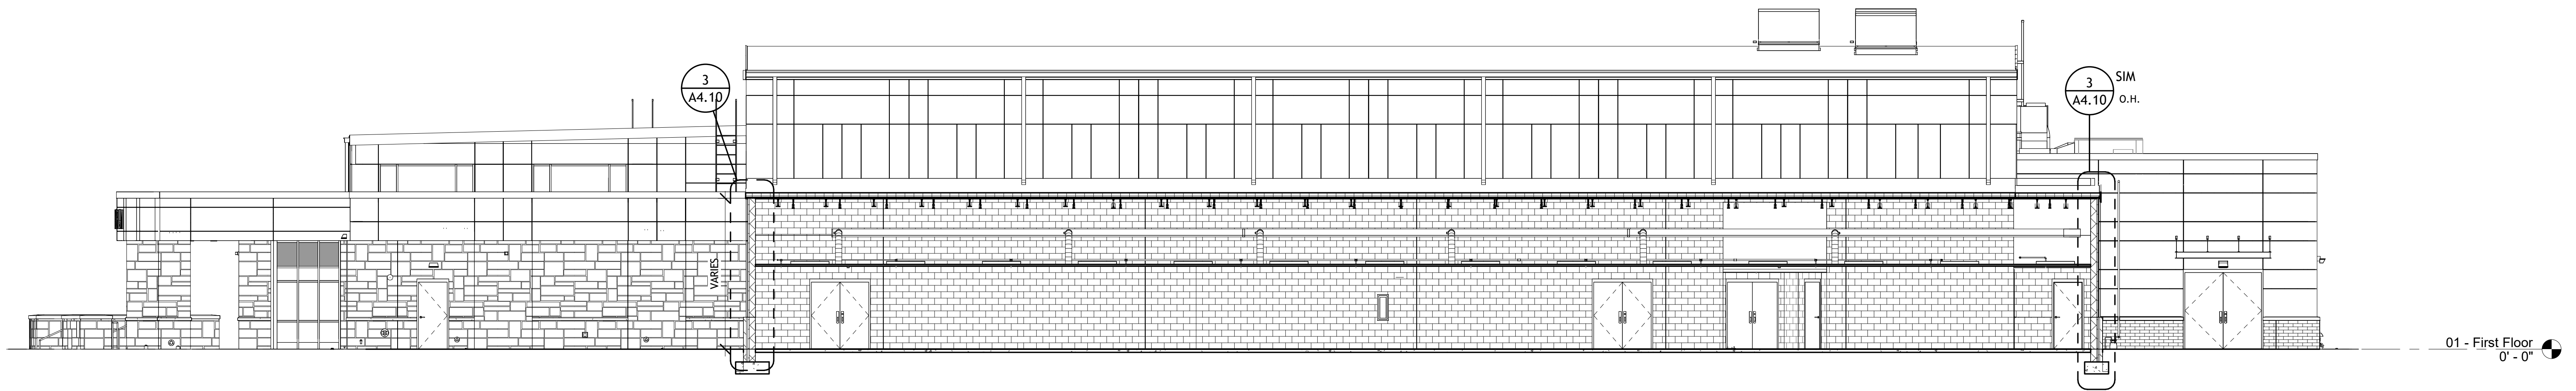 3
A4.10
3
A4.10
SIM
O.H.
VARIES
01 - First Floor
0' - 0"